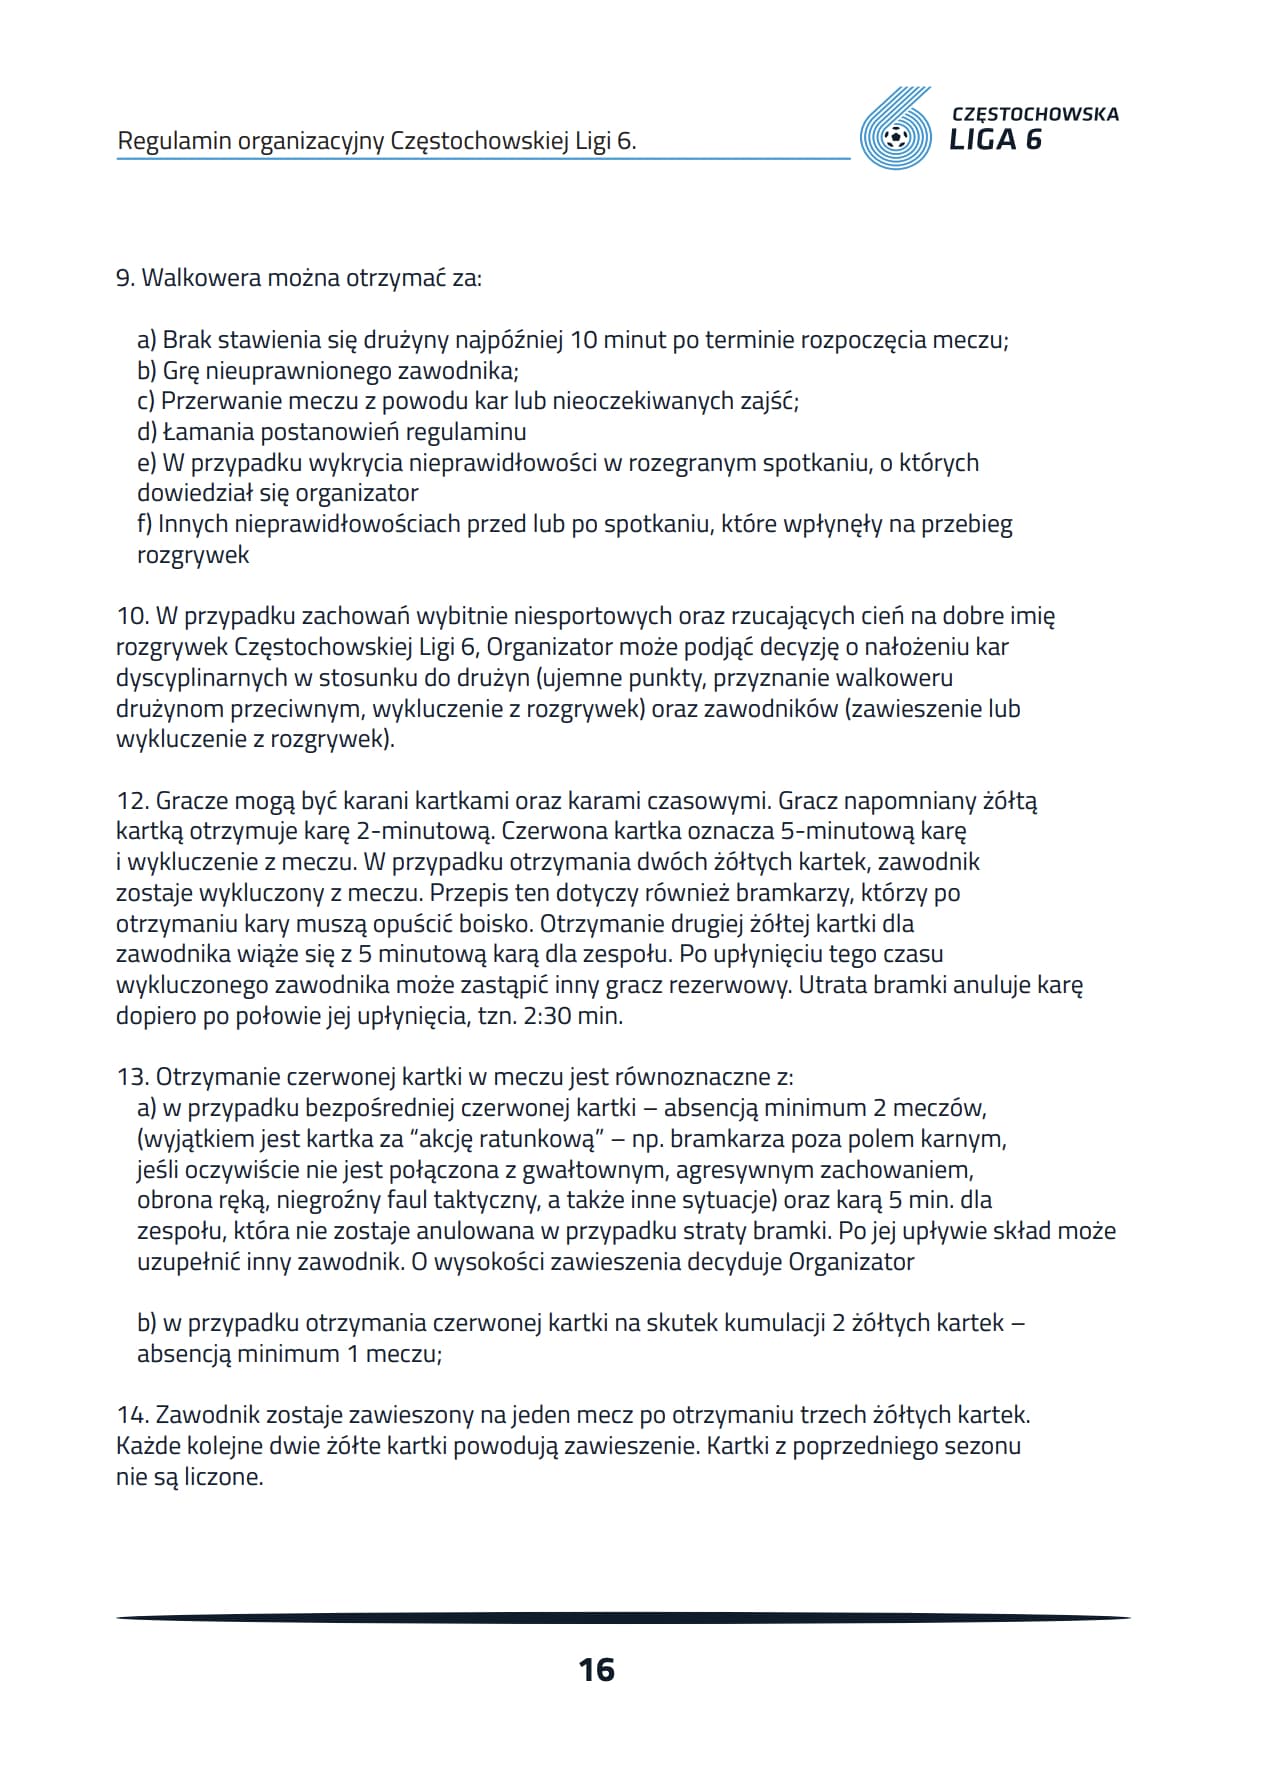 Regulamin organizacyjny Częstochowskiej Ligi 6.
CZĘSTOCHOWSKA
LIGA 6
9. Walkowera można otrzymać za:
a) Brak stawienia się drużyny najpóźniej 10 minut po terminie rozpoczęcia meczu;
b) Grę nieuprawnionego zawodnika;
c) Przerwanie meczu z powodu kar lub nieoczekiwanych zajść;
d) Łamania postanowień regulaminu
e) W przypadku wykrycia nieprawidłowości w rozegranym spotkaniu, o których
dowiedział się organizator
f) Innych nieprawidłowościach przed lub po spotkaniu, które wpłynęły na przebieg
rozgrywek
10. W przypadku zachowań wybitnie niesportowych oraz rzucających cień na dobre imię
rozgrywek Częstochowskiej Ligi 6, Organizator może podjąć decyzję o nałożeniu kar
dyscyplinarnych w stosunku do drużyn (ujemne punkty, przyznanie walkoweru
drużynom przeciwnym, wykluczenie z rozgrywek) oraz zawodników (zawieszenie lub
wykluczenie z rozgrywek).
12. Gracze mogą być karani kartkami oraz karami czasowymi. Gracz napomniany żółtą
kartką otrzymuje karę 2-minutową. Czerwona kartka oznacza 5-minutową karę
i wykluczenie z meczu. W przypadku otrzymania dwóch żółtych kartek, zawodnik
zostaje wykluczony z meczu. Przepis ten dotyczy również bramkarzy, którzy po
otrzymaniu kary muszą opuścić boisko. Otrzymanie drugiej żółtej kartki dla
zawodnika wiąże się z 5 minutową karą dla zespołu. Po upłynięciu tego czasu
wykluczonego zawodnika może zastąpić inny gracz rezerwowy. Utrata bramki anuluje karę
dopiero po połowie jej upłynięcia, tzn. 2:30 min.
13. Otrzymanie czerwonej kartki w meczu jest równoznaczne z:
a) w przypadku bezpośredniej czerwonej kartki – absencją minimum 2 meczów,
(wyjątkiem jest kartka za “akcję ratunkową” – np. bramkarza poza polem karnym,
jeśli oczywiście nie jest połączona z gwałtownym, agresywnym zachowaniem,
obrona ręką, niegroźny faul taktyczny, a także inne sytuacje) oraz karą 5 min. dla
zespołu, która nie zostaje anulowana w przypadku straty bramki. Po jej upływie skład może
uzupełnić inny zawodnik. O wysokości zawieszenia decyduje Organizator
b) w przypadku otrzymania czerwonej kartki na skutek kumulacji 2 żółtych kartek –
absencją minimum 1 meczu;
14. Zawodnik zostaje zawieszony na jeden mecz po otrzymaniu trzech żółtych kartek.
Każde kolejne dwie żółte kartki powodują zawieszenie. Kartki z poprzedniego sezonu
nie są liczone.
16